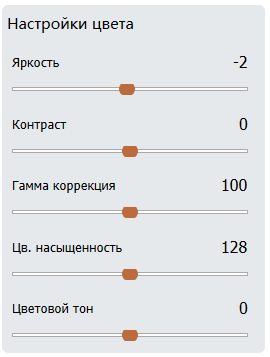 Настройки цвета
Яркость -2
Контраст 0
Гамма коррекция 100
Цв. насыщенность 128
Цветовой тон 0